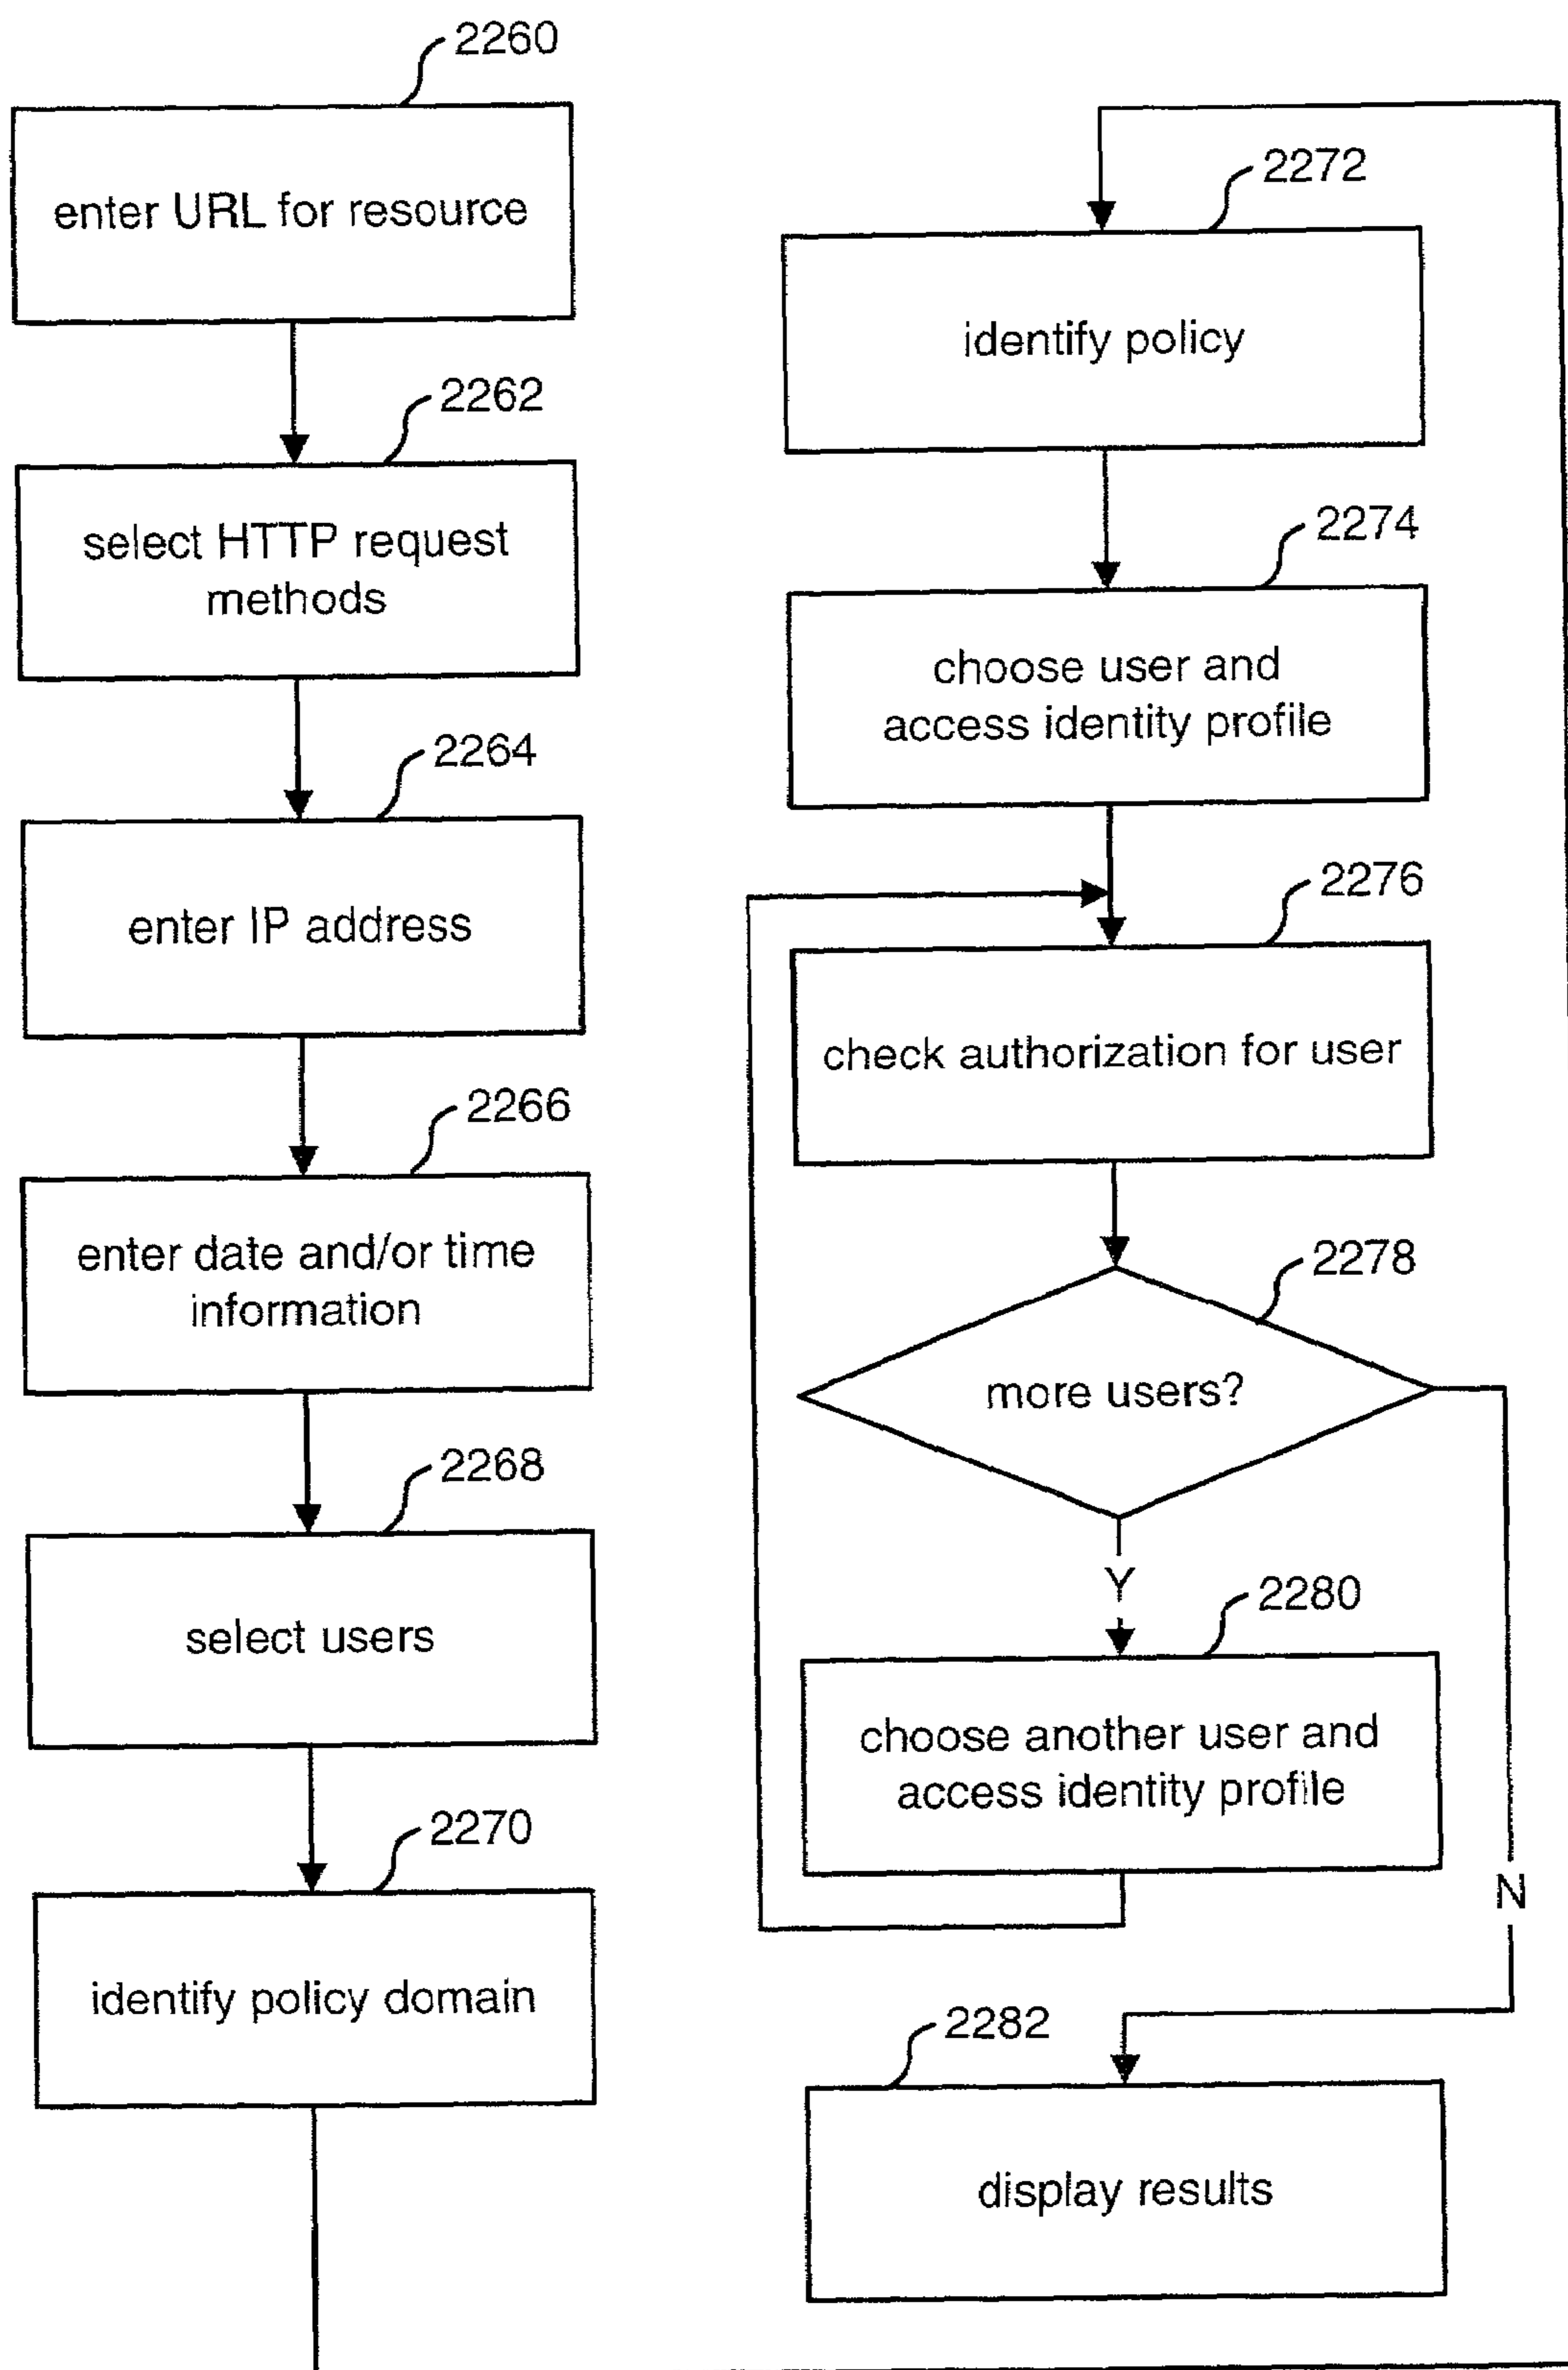 2260
enter URL for resource
2262
select HTTP request
methods
2264
enter IP address
2266
enter date and/or time
information
2268
select users
2270
identify policy domain
2272
identify policy
2274
choose user and
access identity profile
2276
check authorization for user
2278
more users?
Y
2280
choose another user and
access identity profile
N
2282
display results